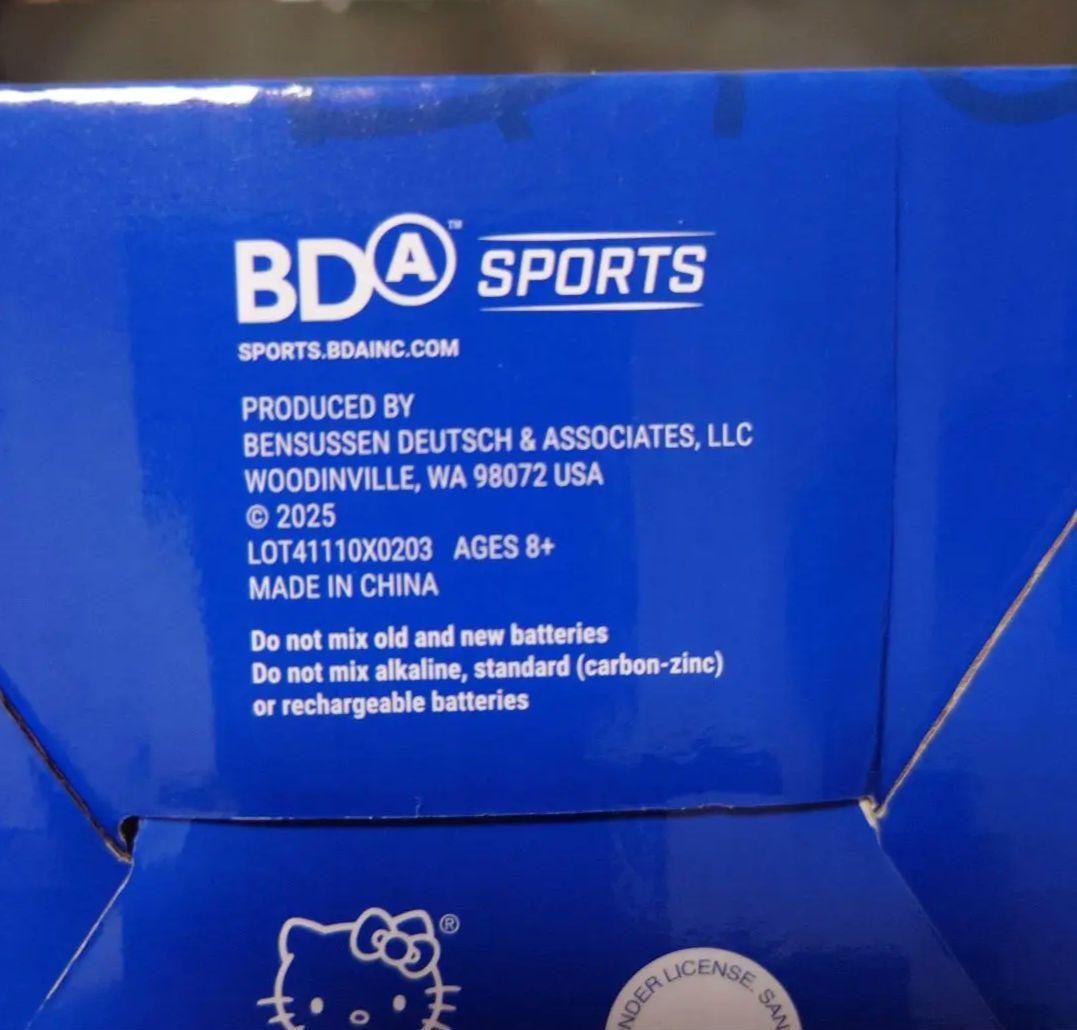 BDA™ SPORTS
SPORTS.BDAINC.COM
PRODUCED BY
BENSUSSEN DEUTSCH & ASSOCIATES, LLC
WOODINVILLE, WA 98072 USA
© 2025
LOT41110X0203 AGES 8+
MADE IN CHINA
Do not mix old and new batteries
Do not mix alkaline, standard (carbon-zinc)
or rechargeable batteries
®
LICENSE.